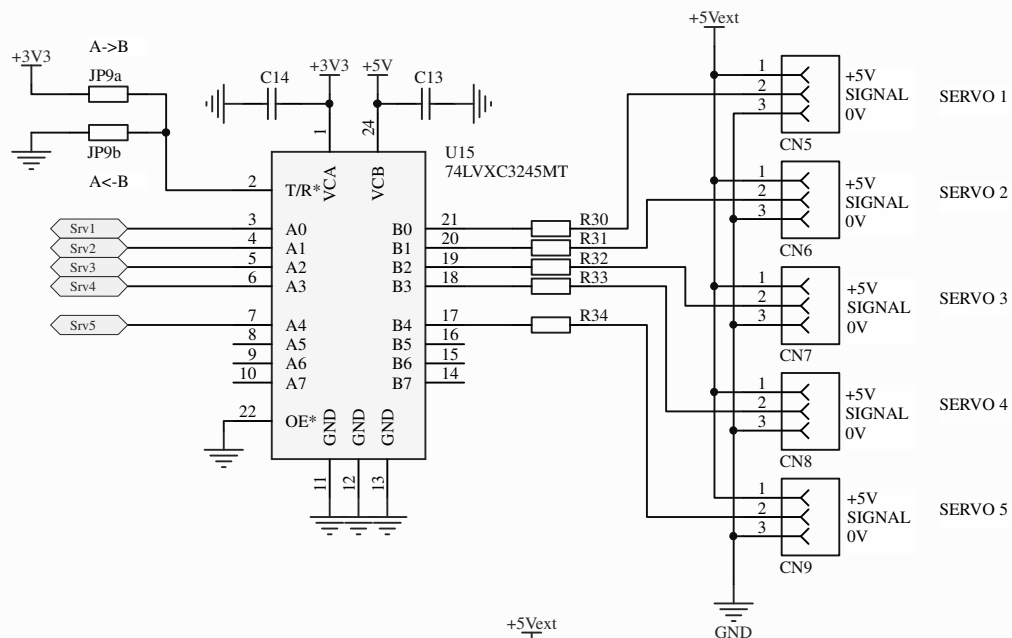 +5Vext
A->B
+3V3
JP9a
JP9b
A<-B
C14
+3V3
+5V
C13
1
24
U15
74LVXC3245MT
VCA
VCB
2
T/R*
Srv1
3
A0
B0
21
R30
Srv2
4
A1
B1
20
R31
Srv3
5
A2
B2
19
R32
Srv4
6
A3
B3
18
R33
Srv5
7
A4
B4
17
R34
8
A5
B5
16
9
A6
B6
15
10
A7
B7
14
22
OE*
GND
GND
GND
11
12
13
1
+5V
2
SIGNAL
3
0V
CN5
SERVO 1
1
+5V
2
SIGNAL
3
0V
CN6
SERVO 2
1
+5V
2
SIGNAL
3
0V
CN7
SERVO 3
1
+5V
2
SIGNAL
3
0V
CN8
SERVO 4
1
+5V
2
SIGNAL
3
0V
CN9
SERVO 5
GND
+5Vext